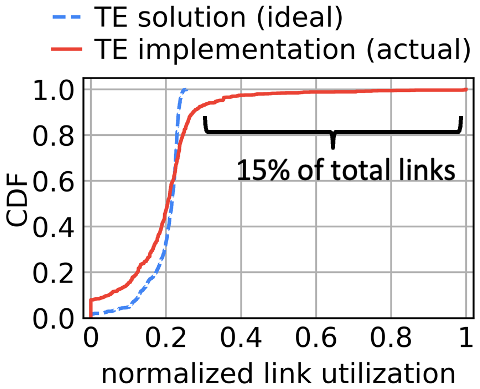 TE solution (ideal)
TE implementation (actual)
1.0
0.8
0.6
0.4
0.2
0.0
CDF
15% of total links
0 0.2 0.4 0.6 0.8 1
normalized link utilization